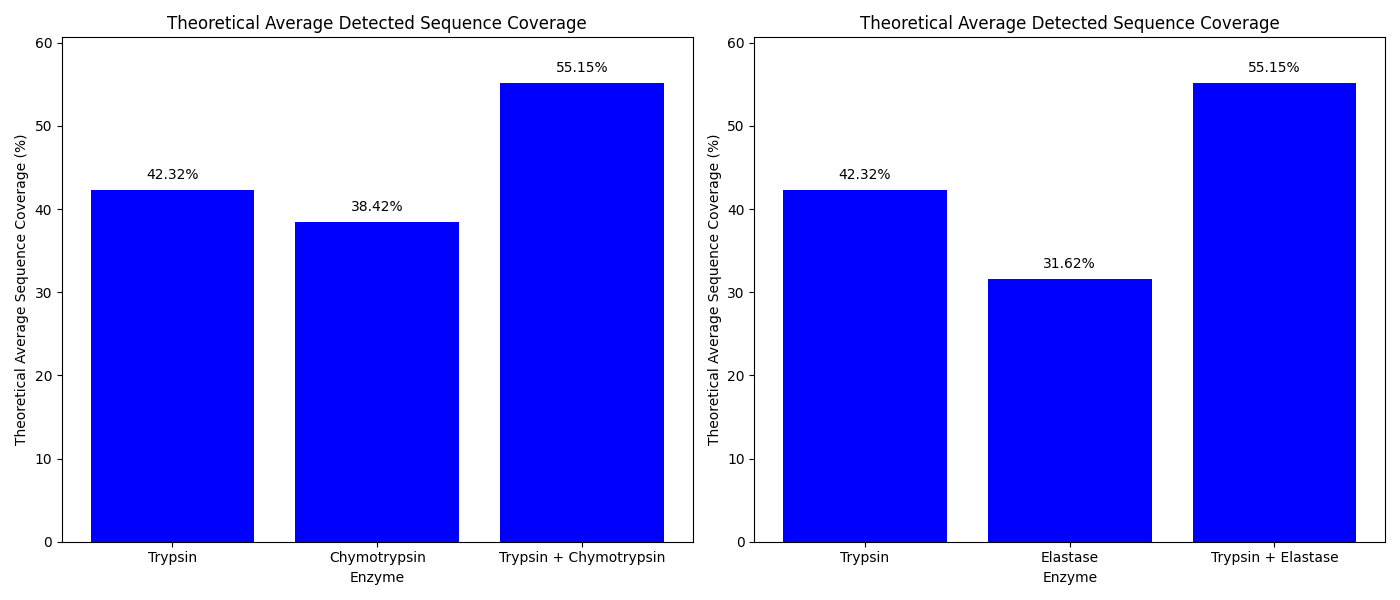 Theoretical Average Detected Sequence Coverage
Theoretical Average Sequence Coverage (%)
60
50
40
30
20
10
0
42.32%
38.42%
55.15%
Trypsin
Chymotrypsin
Trypsin + Chymotrypsin
Enzyme
Theoretical Average Detected Sequence Coverage
Theoretical Average Sequence Coverage (%)
60
50
40
30
20
10
0
42.32%
31.62%
55.15%
Trypsin
Elastase
Trypsin + Elastase
Enzyme